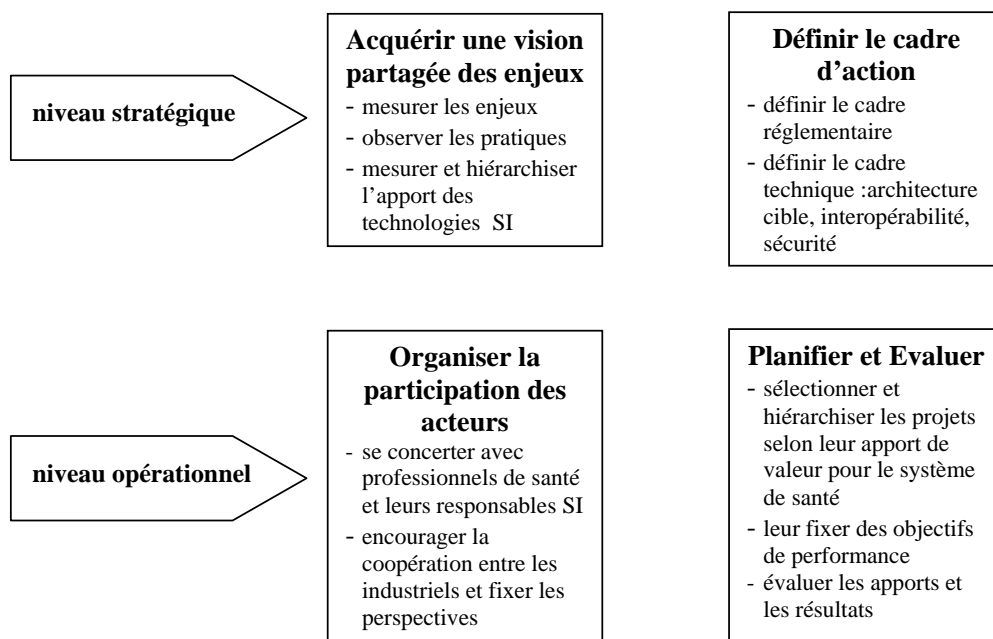 niveau stratégique
Acquérir une vision
partagée des enjeux
- mesurer les enjeux
- observer les pratiques
- mesurer et hiérarchiser
l’apport des
technologies SI
Définir le cadre
d’action
- définir le cadre
réglementaire
- définir le cadre
technique :architecture
cible, interopérabilité,
sécurité
niveau opérationnel
Organiser la
participation des
acteurs
- se concerter avec
professionnels de santé
et leurs responsables SI
- encourager la
coopération entre les
industriels et fixer les
perspectives
Planifier et Evaluer
- sélectionner et
hiérarchiser les projets
selon leur apport de
valeur pour le système
de santé
- leur fixer des objectifs
de performance
- évaluer les apports et
les résultats